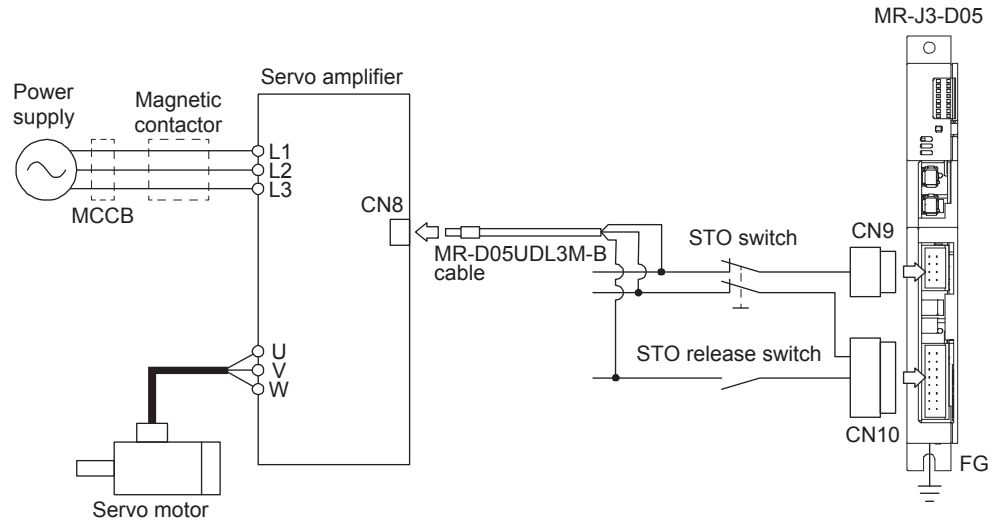 MR-J3-D05
Servo amplifier
Power
supply
Magnetic
contactor
L1
L2
L3
MCCB
CN8
MR-D05UDL3M-B
cable
STO switch
CN9
STO release switch
CN10
U
V
W
FG
Servo motor